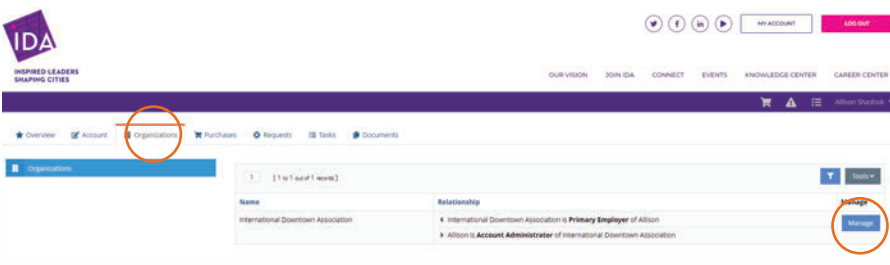 IDA
INSPIRED LEADERS
SHAPING CITIES
MY ACCOUNT
LOG OUT
OUR VISION JOIN IDA CONNECT EVENTS KNOWLEDGE CENTER CAREER CENTER
Allison Shashok
Overview Account Organizations Purchases Requests Tasks Documents
Organizations
1 [ 1 to 1 out of 1 records ]
Tools
Name Relationship Manage
International Downtown Association International Downtown Association is Primary Employer of Allison Manage
Allison is Account Administrator of International Downtown Association